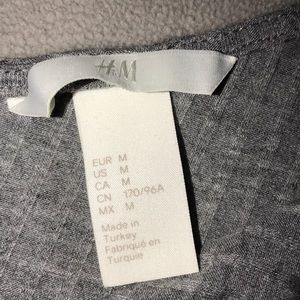 H&M
EUR M
US M
CA M
CN 170/96A
MX M
Made in
Turkey
Fabriqué en
Turquie